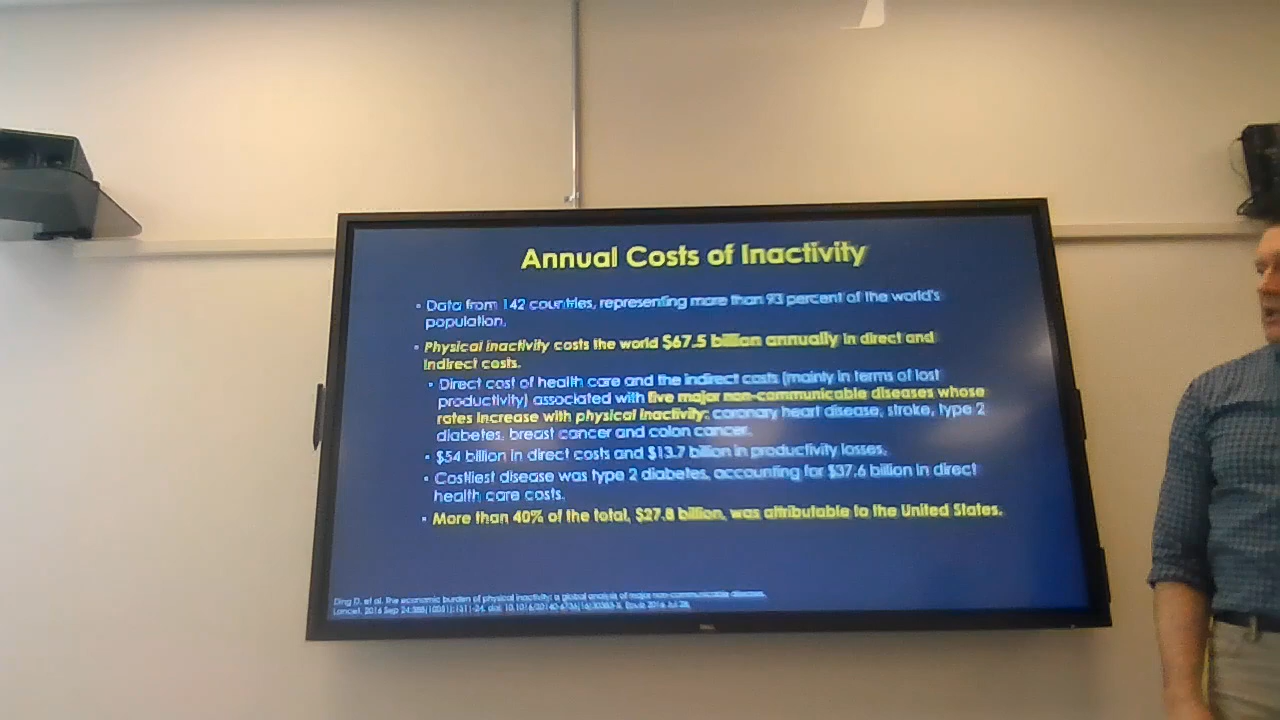 Annual Costs of Inactivity
• Data from 142 countries, representing more than 93 percent of the world's
population.
• Physical inactivity costs the world $67.5 billion annually in direct and
indirect costs.
• Direct cost of health care and the indirect costs (mainly in terms of lost
productivity) associated with five major non-communicable diseases whose
rates increase with physical inactivity: coronary heart disease, stroke, type 2
diabetes, breast cancer and colon cancer.
• $54 billion in direct costs and $13.7 billion in productivity losses.
• Costliest disease was type 2 diabetes, accounting for $37.6 billion in direct
health care costs.
• More than 40% of the total, $27.8 billion, was attributable to the United States.
Ding D, et al. The economic burden of physical inactivity: a global analysis of major non-communicable diseases.
Lancet. 2016 Sep 24;388(10051):1311-24. doi: Epub 2016 Jul 28.
DELL